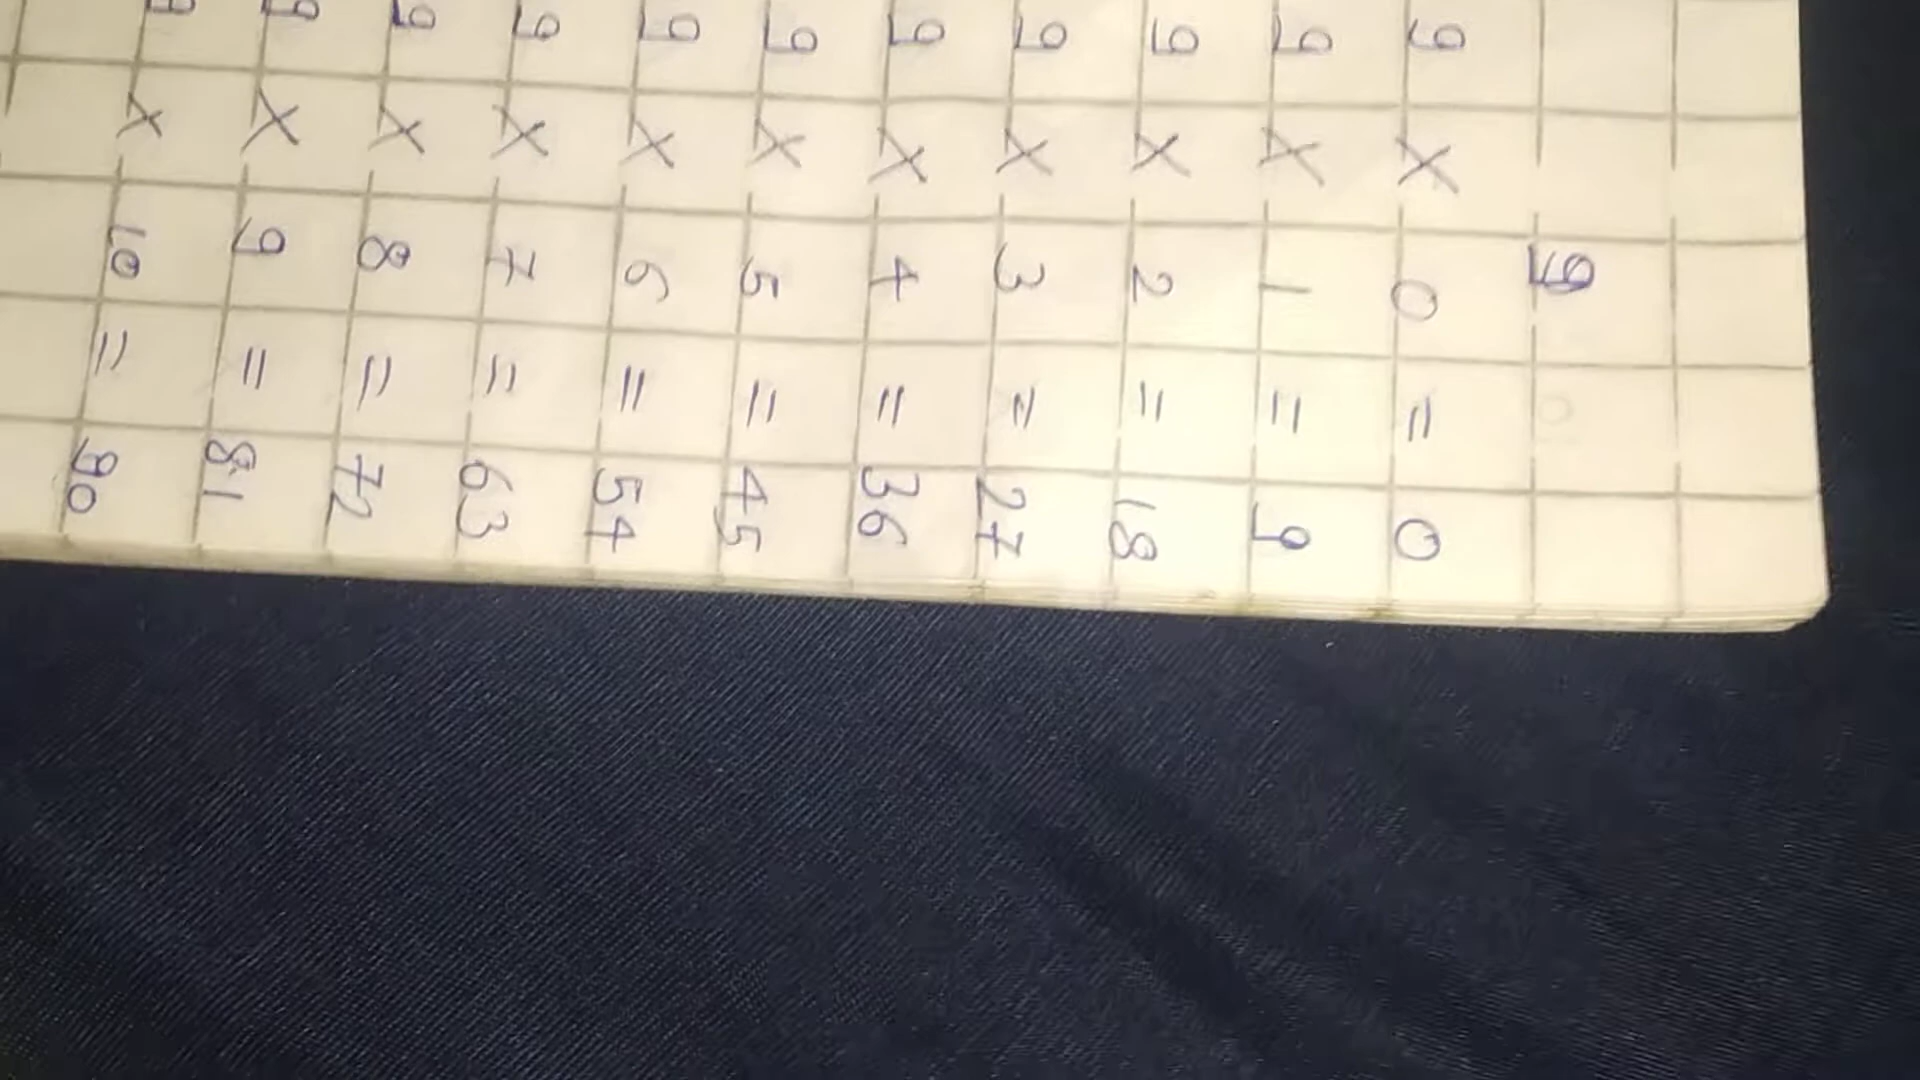 9
9 X 0 = 0
9 X 1 = 9
9 X 2 = 18
9 X 3 = 27
9 X 4 = 36
9 X 5 = 45
9 X 6 = 54
9 X 7 = 63
9 X 8 = 72
9 X 9 = 81
9 X 10 = 90